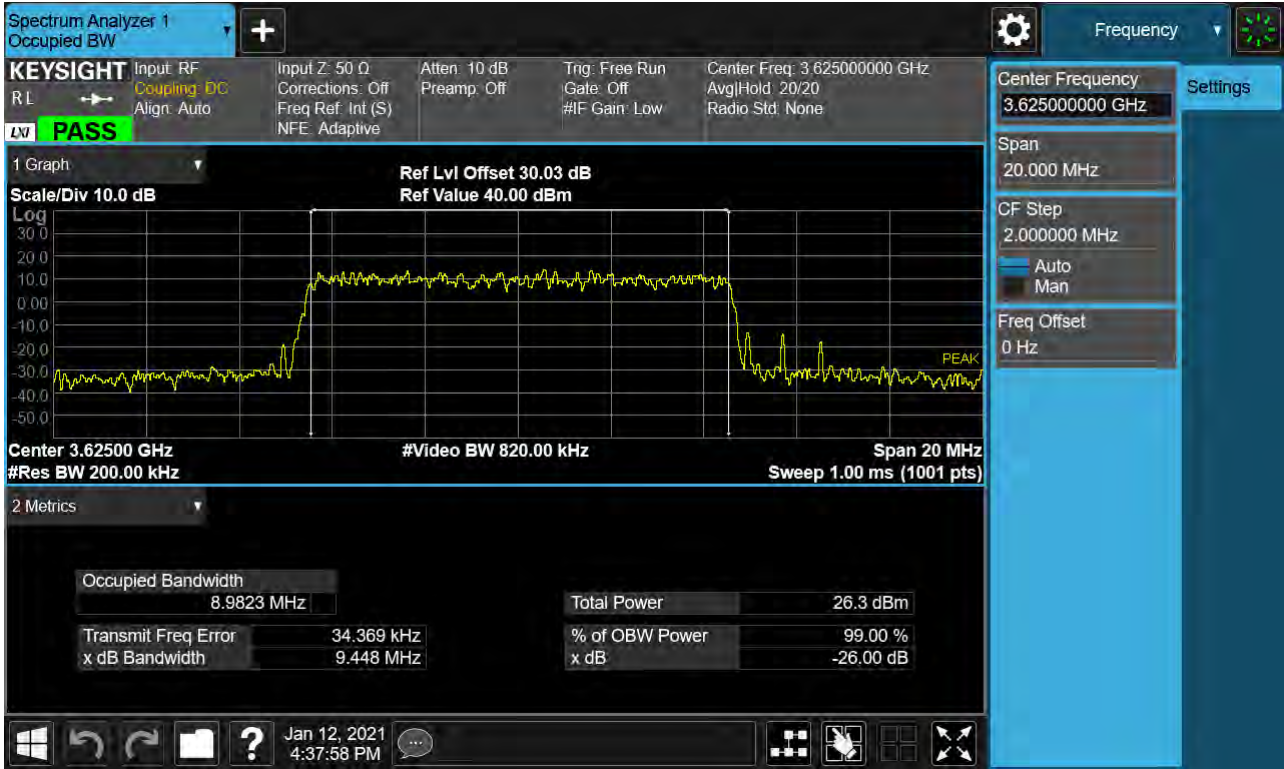 Spectrum Analyzer 1
Occupied BW
+
Frequency
KEYSIGHT
RL
LXI PASS
Input: RF
Coupling: DC
Align: Auto
Input Z: 50 Ω
Corrections: Off
Freq Ref: Int (S)
NFE: Adaptive
Atten: 10 dB
Preamp: Off
Trig: Free Run
Gate: Off
#IF Gain: Low
Center Freq: 3.625000000 GHz
Avg|Hold: 20/20
Radio Std: None
Center Frequency
3.625000000 GHz
Settings
Span
20.000 MHz
CF Step
2.000000 MHz
Auto
Man
Freq Offset
0 Hz
1 Graph
Scale/Div 10.0 dB
Ref Lvl Offset 30.03 dB
Ref Value 40.00 dBm
Log
30.0
20.0
10.0
0.00
-10.0
-20.0
-30.0
-40.0
-50.0
PEAK
Center 3.62500 GHz
#Video BW 820.00 kHz
Span 20 MHz
#Res BW 200.00 kHz
Sweep 1.00 ms (1001 pts)
2 Metrics
Occupied Bandwidth
8.9823 MHz
Total Power 26.3 dBm
Transmit Freq Error 34.369 kHz
% of OBW Power 99.00 %
x dB Bandwidth 9.448 MHz
x dB -26.00 dB
?
Jan 12, 2021
4:37:58 PM